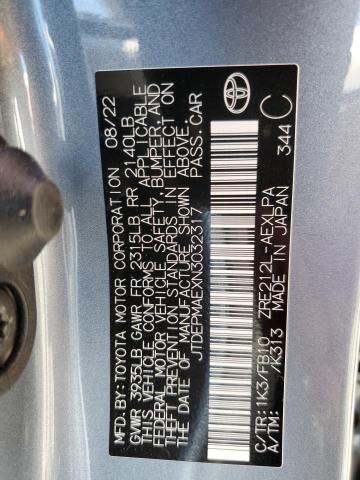 MFD.BY:TOYOTA MOTOR CORPORATION 08/22
GVWR 3935LB GAWR FR 2315LB RR 2140LB
THIS VEHICLE CONFORMS TO ALL APPLICABLE
FEDERAL MOTOR VEHICLE SAFETY, BUMPER, AND
THEFT PREVENTION STANDARDS IN EFFECT ON
THE DATE OF MANUFACTURE SHOWN ABOVE.
JTDEPMAEXN3032317 PASS.CAR
C/TR:1K3/FB10 ZRE212L-AEXLPA
A/TM: /K313 MADE IN JAPAN 344 C